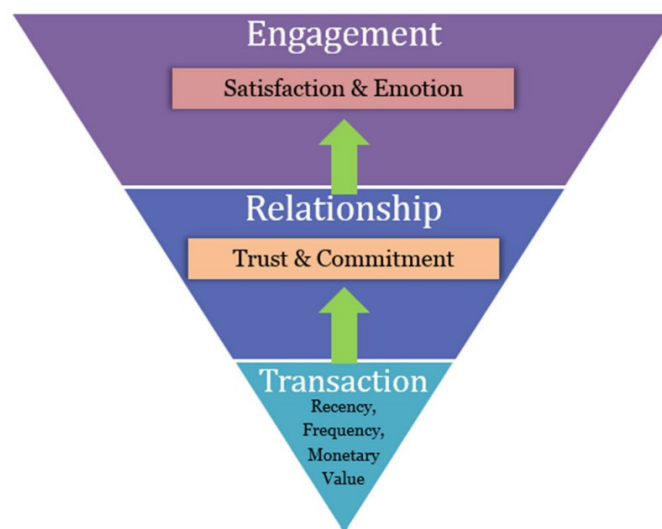 Engagement
Satisfaction & Emotion
Relationship
Trust & Commitment
Transaction
Recency,
Frequency,
Monetary
Value